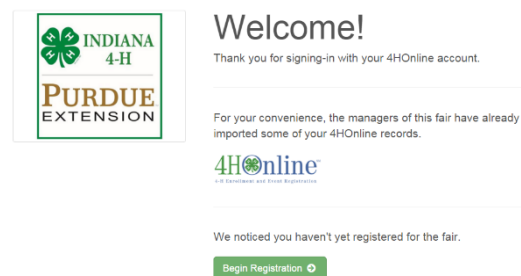 INDIANA
4-H
PURDUE
EXTENSION
Welcome!
Thank you for signing-in with your 4HOnline account.
For your convenience, the managers of this fair have already
imported some of your 4HOnline records.
4HOnline
4-H Enrollment and Event Registration
We noticed you haven't yet registered for the fair.
Begin Registration